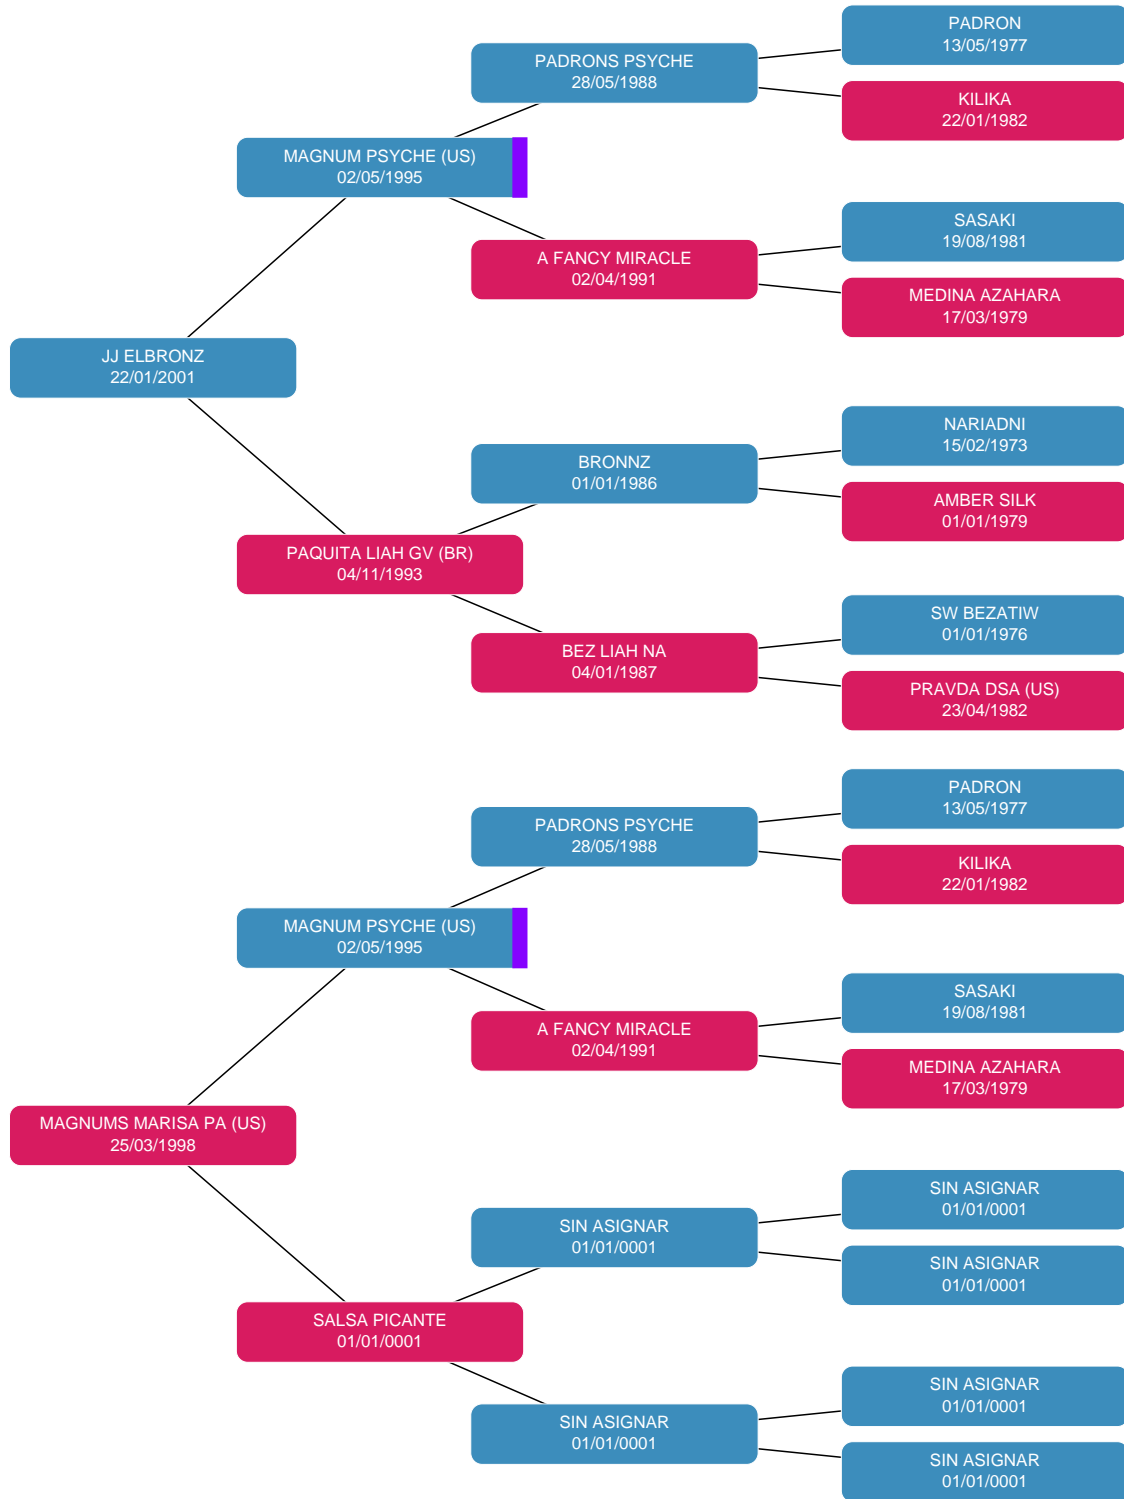 PADRON
13/05/1977
PADRONS PSYCHE
28/05/1988
KILIKA
22/01/1982
MAGNUM PSYCHE (US)
02/05/1995
SASAKI
19/08/1981
A FANCY MIRACLE
02/04/1991
MEDINA AZAHARA
17/03/1979
JJ ELBRONZ
22/01/2001
NARIADNI
15/02/1973
BRONNZ
01/01/1986
AMBER SILK
01/01/1979
PAQUITA LIAH GV (BR)
04/11/1993
SW BEZATIW
01/01/1976
BEZ LIAH NA
04/01/1987
PRAVDA DSA (US)
23/04/1982
PADRON
13/05/1977
PADRONS PSYCHE
28/05/1988
KILIKA
22/01/1982
MAGNUM PSYCHE (US)
02/05/1995
SASAKI
19/08/1981
A FANCY MIRACLE
02/04/1991
MEDINA AZAHARA
17/03/1979
MAGNUMS MARISA PA (US)
25/03/1998
SIN ASIGNAR
01/01/0001
SIN ASIGNAR
01/01/0001
SIN ASIGNAR
01/01/0001
SALSA PICANTE
01/01/0001
SIN ASIGNAR
01/01/0001
SIN ASIGNAR
01/01/0001
SIN ASIGNAR
01/01/0001